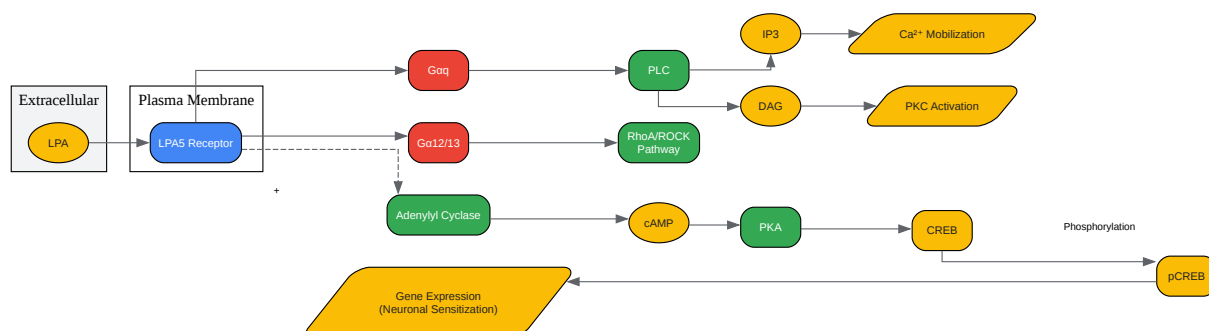 IP3
Ca²⁺ Mobilization
Gαq
PLC
Extracellular
Plasma Membrane
DAG
PKC Activation
LPA
LPA5 Receptor
Gα12/13
RhoA/ROCK
Pathway
+
Adenylyl Cyclase
cAMP
PKA
CREB
Phosphorylation
pCREB
Gene Expression
(Neuronal Sensitization)